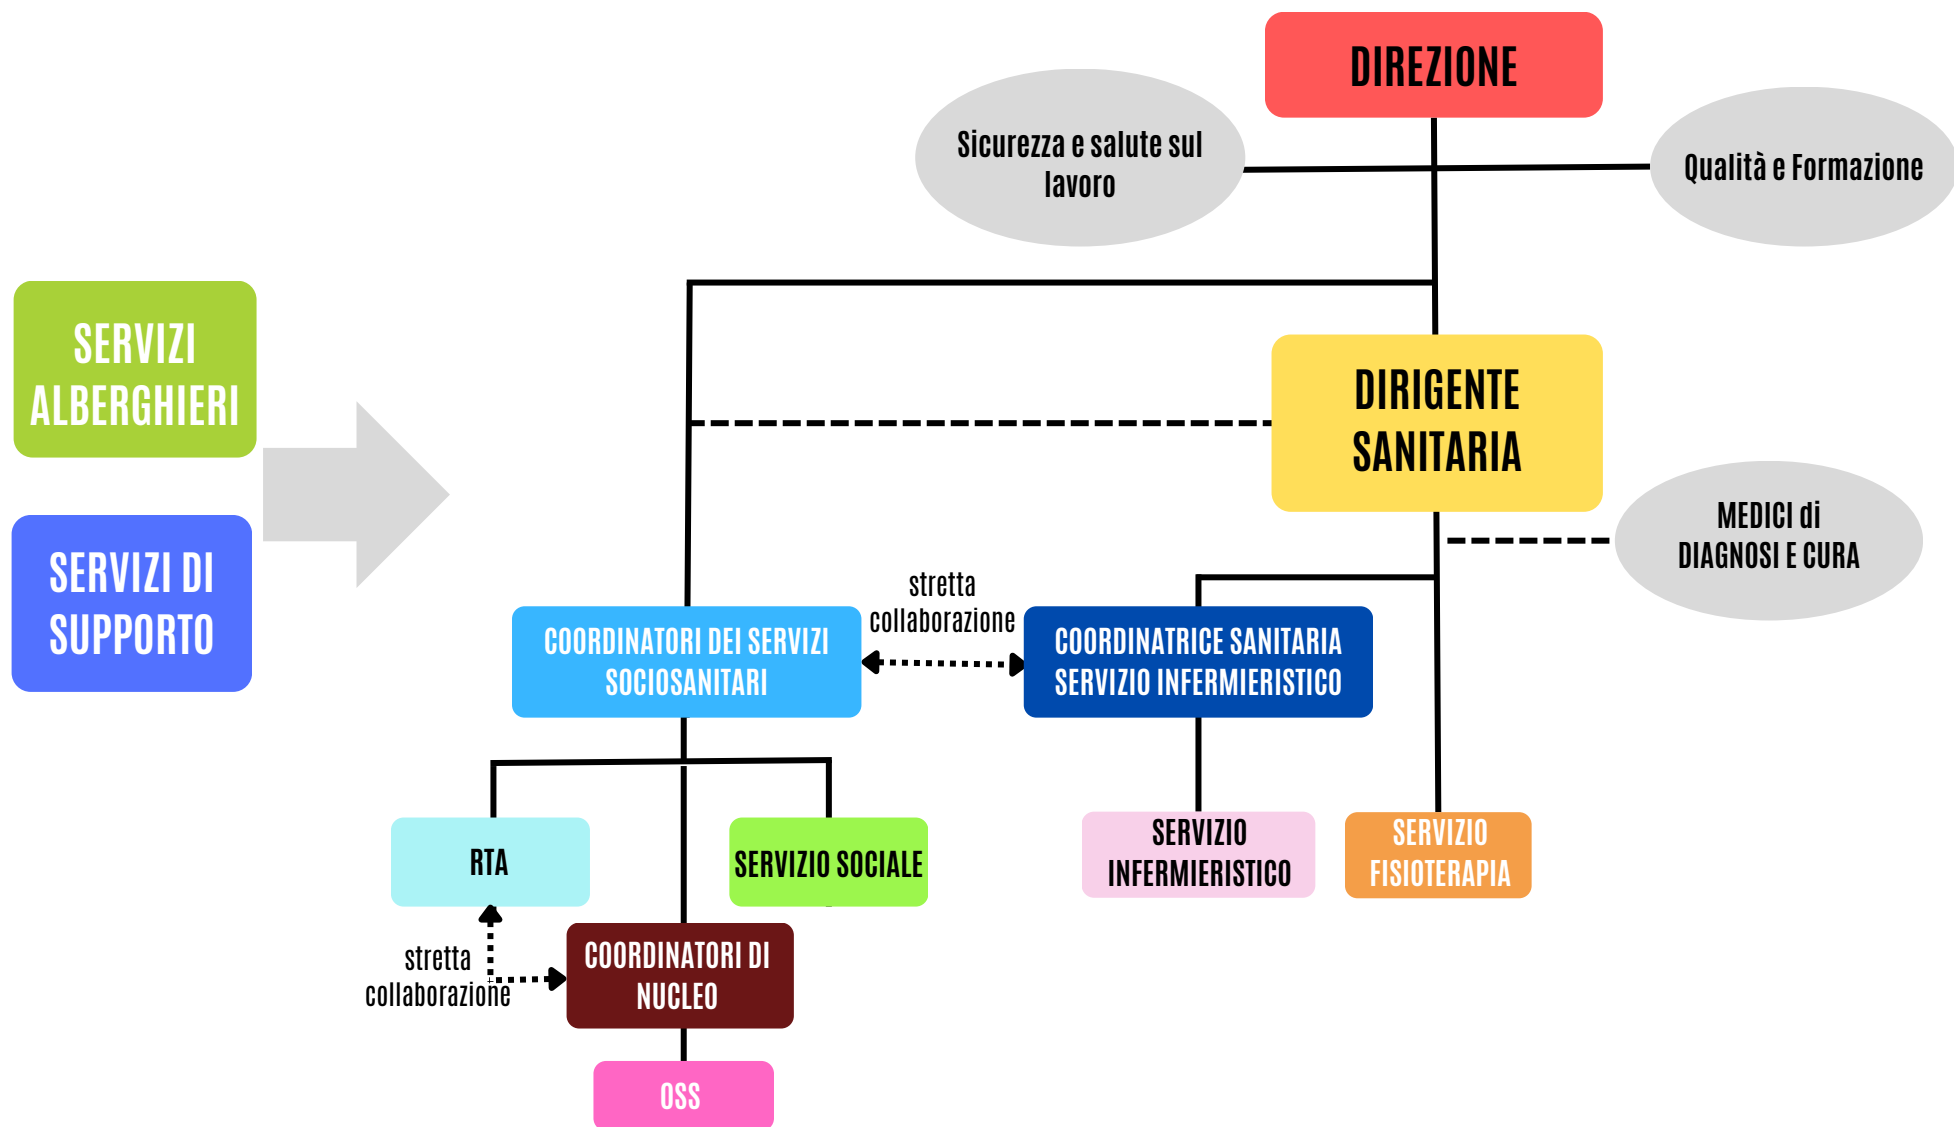 DIREZIONE
Sicurezza e salute sul
lavoro
Qualità e Formazione
SERVIZI
ALBERGHIERI
DIRIGENTE
SANITARIA
SERVIZI DI
SUPPORTO
MEDICI di
DIAGNOSI E CURA
stretta
collaborazione
COORDINATORI DEI SERVIZI
SOCIOSANITARI
COORDINATRICE SANITARIA
SERVIZIO INFERMIERISTICO
RTA
SERVIZIO SOCIALE
SERVIZIO
INFERMIERISTICO
SERVIZIO
FISIOTERAPIA
stretta
collaborazione
COORDINATORI DI
NUCLEO
OSS